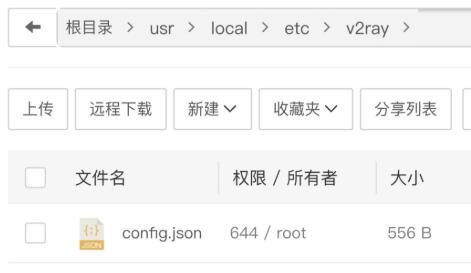 根目录 > usr > local > etc > v2ray >
上传 远程下载 新建 收藏夹 分享列表
文件名 权限 / 所有者 大小
{:} JSON config.json 644 / root 556 B